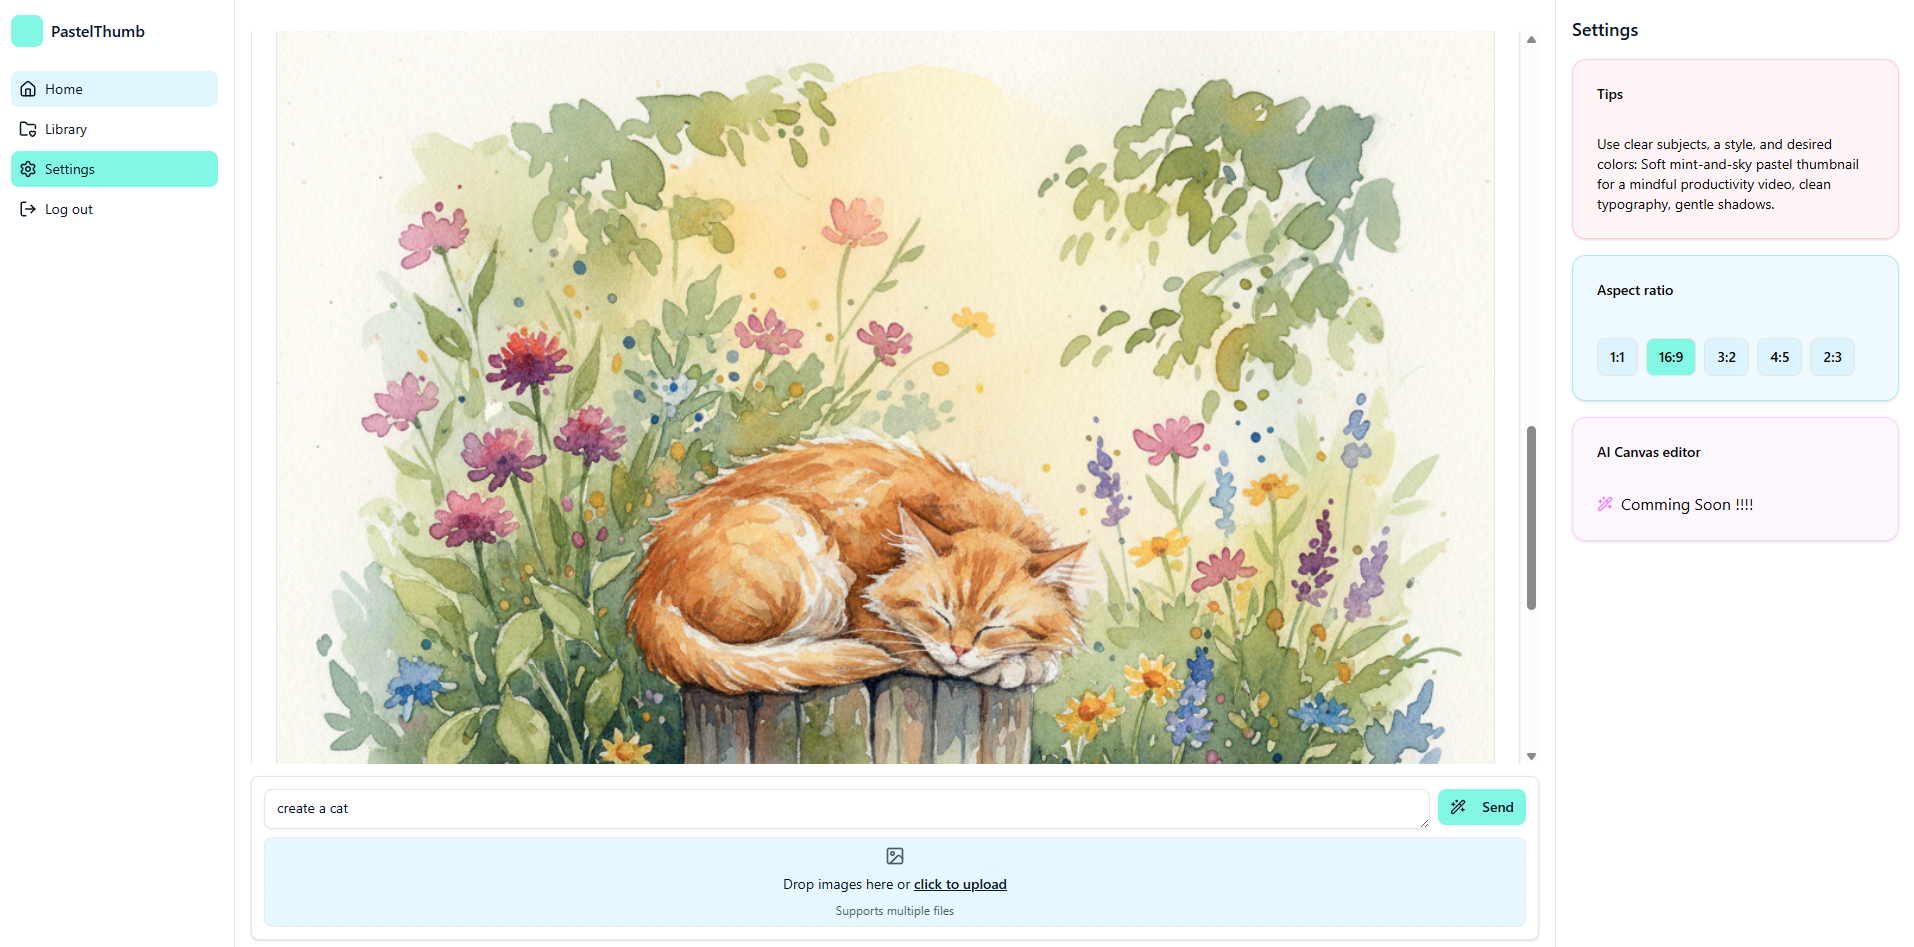 PastelThumb
Home
Library
Settings
Log out
create a cat
Send
Drop images here or click to upload
Supports multiple files
Settings
Tips
Use clear subjects, a style, and desired
colors: Soft mint-and-sky pastel thumbnail
for a mindful productivity video, clean
typography, gentle shadows.
Aspect ratio
1:1 16:9 3:2 4:5 2:3
AI Canvas editor
Comming Soon !!!!